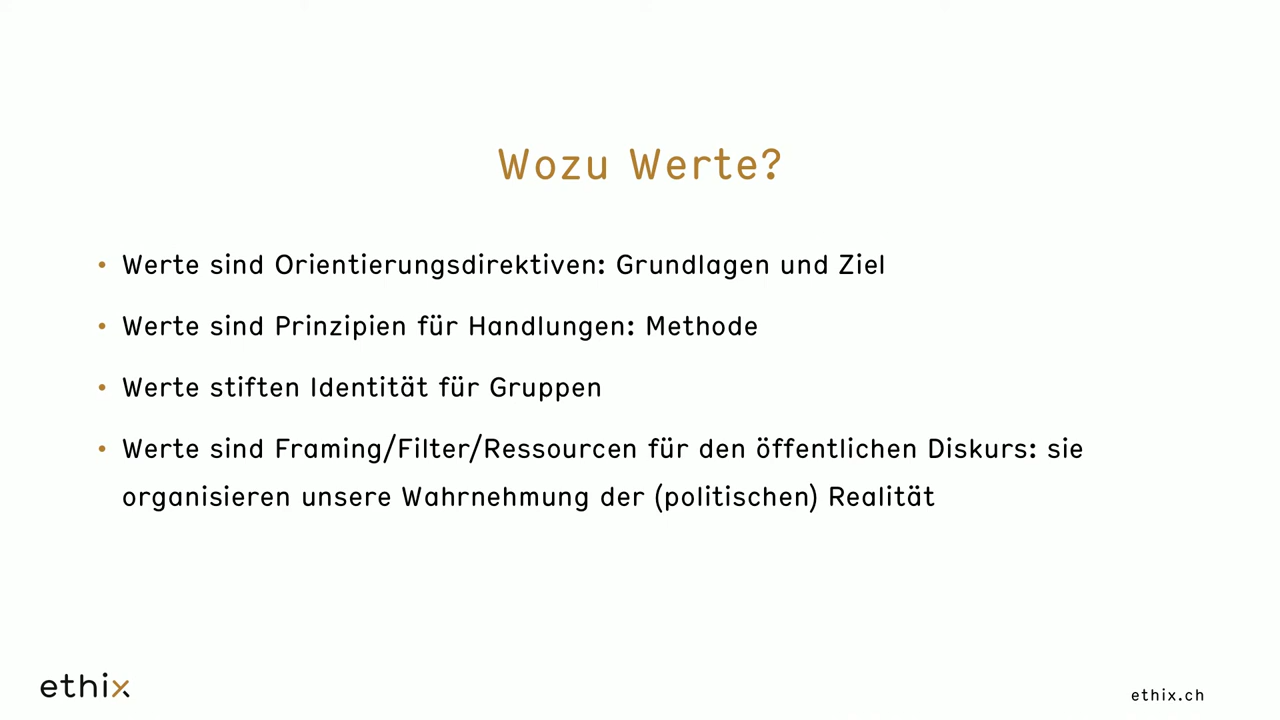 Wozu Werte?
• Werte sind Orientierungsdirektiven: Grundlagen und Ziel
• Werte sind Prinzipien für Handlungen: Methode
• Werte stiften Identität für Gruppen
• Werte sind Framing/Filter/Ressourcen für den öffentlichen Diskurs: sie
organisieren unsere Wahrnehmung der (politischen) Realität
ethix
ethix.ch